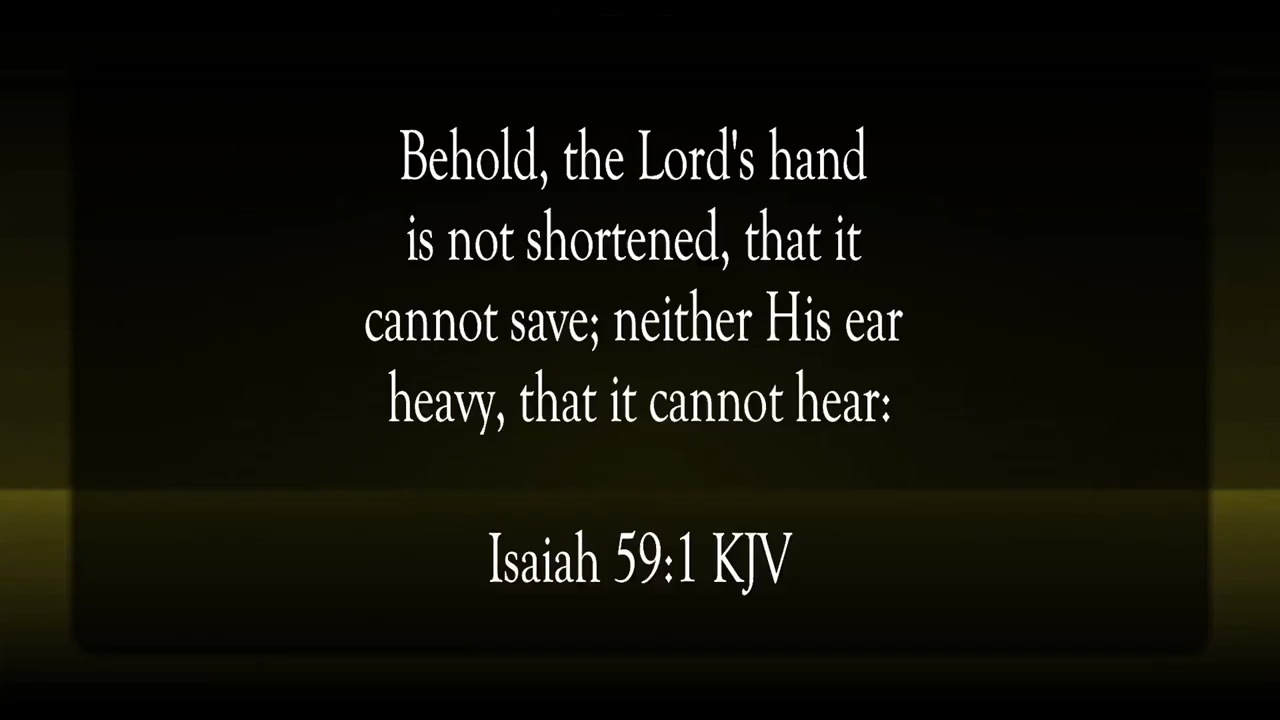 Behold, the Lord's hand
is not shortened, that it
cannot save; neither His ear
heavy, that it cannot hear:
Isaiah 59:1 KJV